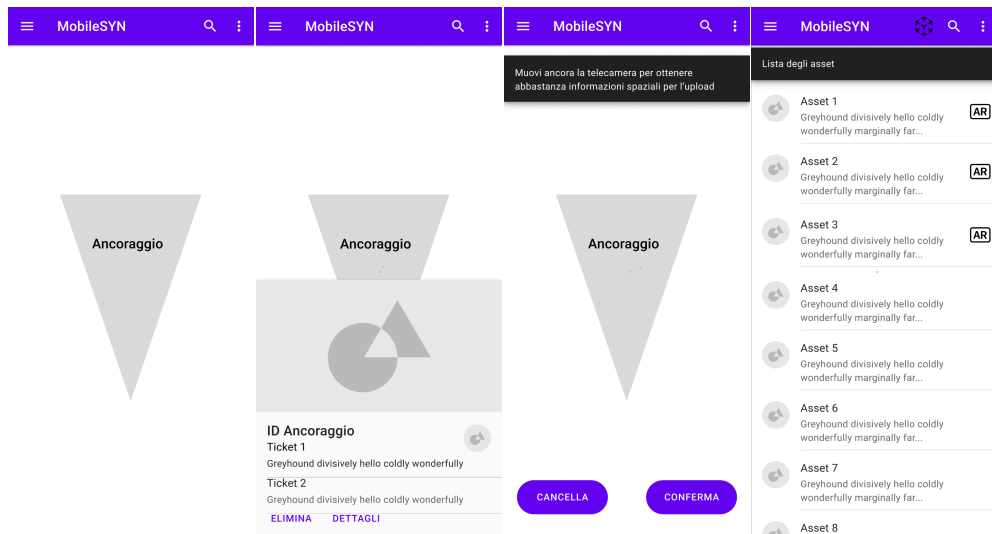 MobileSYN
Ancoraggio
MobileSYN
Ancoraggio
ID Ancoraggio
Ticket 1
Greyhound divisively hello coldly wonderfully
Ticket 2
Greyhound divisively hello coldly wonderfully
ELIMINA DETTAGLI
MobileSYN
Muovi ancora la telecamera per ottenere
abbastanza informazioni spaziali per l'upload
Ancoraggio
CANCELLA CONFERMA
MobileSYN
Lista degli asset
Asset 1
Greyhound divisively hello coldly
wonderfully marginally far...
AR
Asset 2
Greyhound divisively hello coldly
wonderfully marginally far...
AR
Asset 3
Greyhound divisively hello coldly
wonderfully marginally far...
AR
Asset 4
Greyhound divisively hello coldly
wonderfully marginally far...
Asset 5
Greyhound divisively hello coldly
wonderfully marginally far...
Asset 6
Greyhound divisively hello coldly
wonderfully marginally far...
Asset 7
Greyhound divisively hello coldly
wonderfully marginally far...
Asset 8